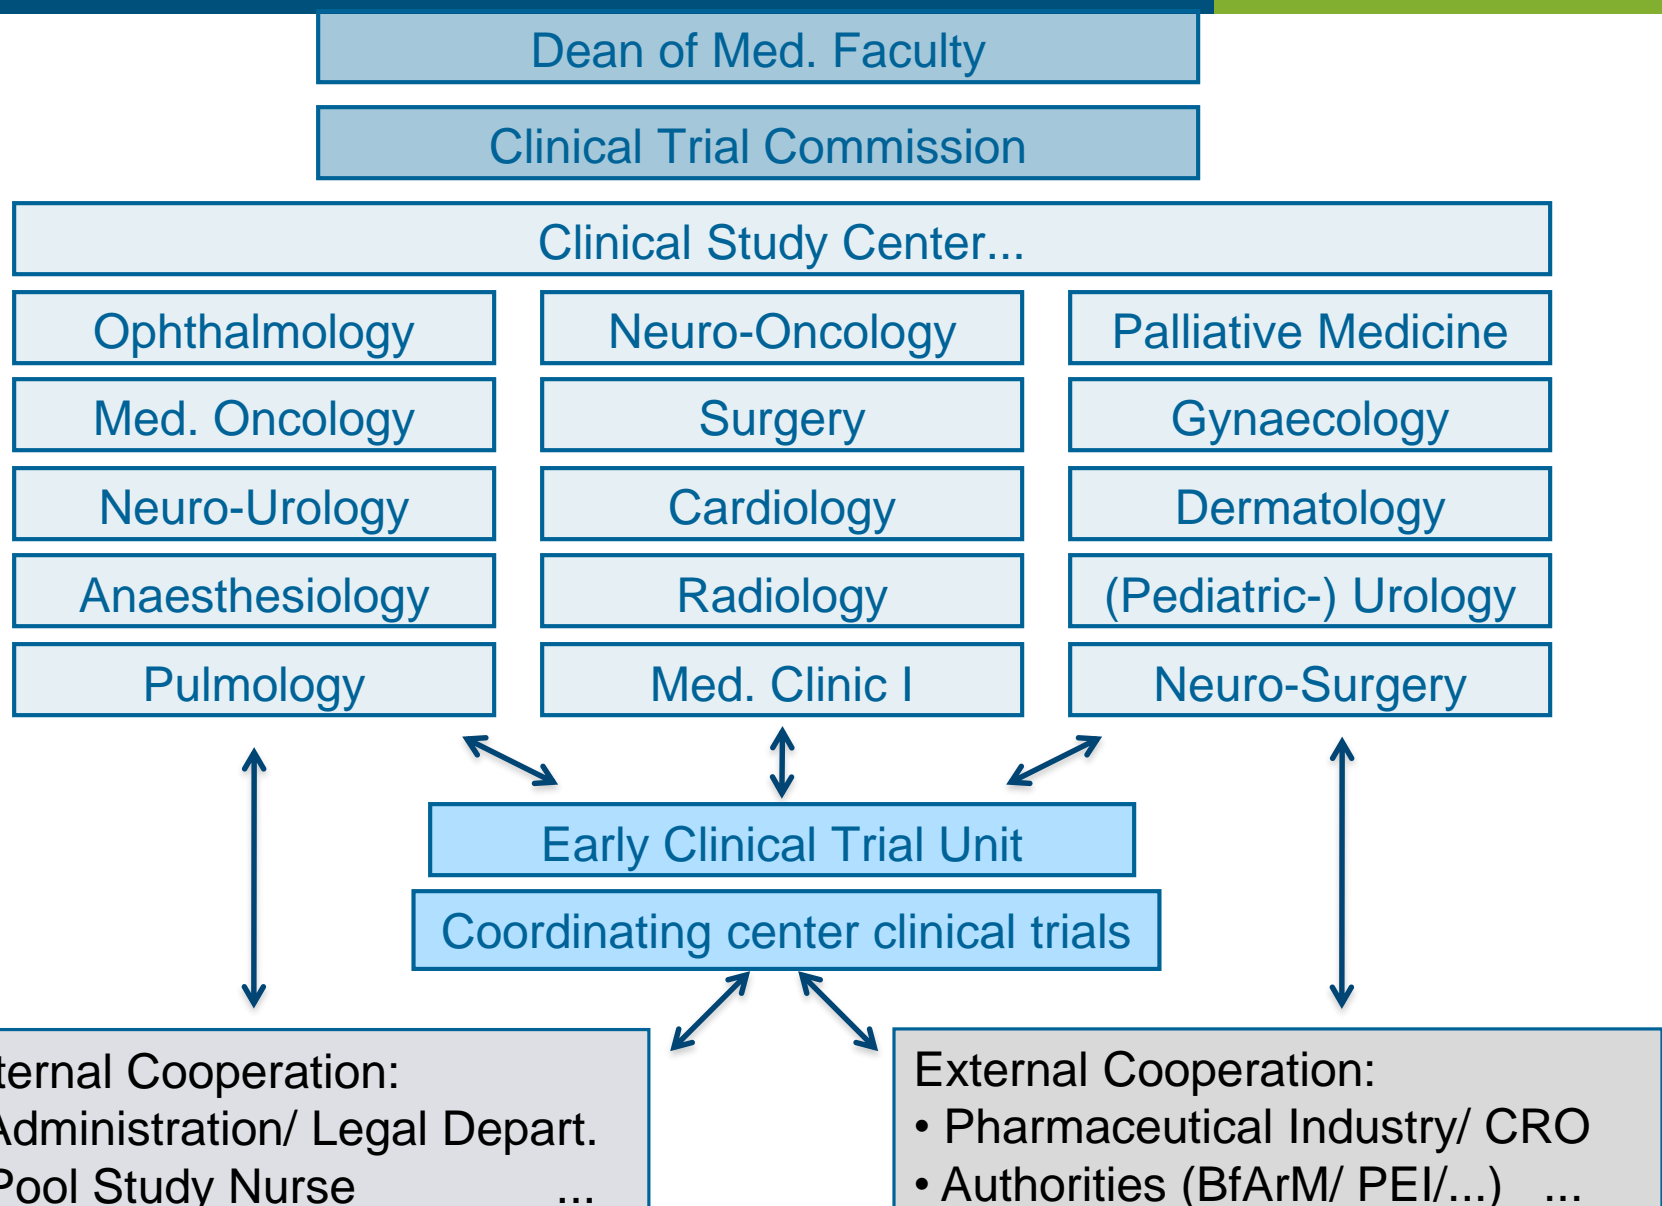 Dean of Med. Faculty
Clinical Trial Commission
Clinical Study Center...
Ophthalmology
Neuro-Oncology
Palliative Medicine
Med. Oncology
Surgery
Gynaecology
Neuro-Urology
Cardiology
Dermatology
Anaesthesiology
Radiology
(Pediatric-) Urology
Pulmology
Med. Clinic I
Neuro-Surgery
Early Clinical Trial Unit
Coordinating center clinical trials
ternal Cooperation:
Administration/ Legal Depart.
Pool Study Nurse ...
External Cooperation:
• Pharmaceutical Industry/ CRO
• Authorities (BfArM/ PEI/...) ...